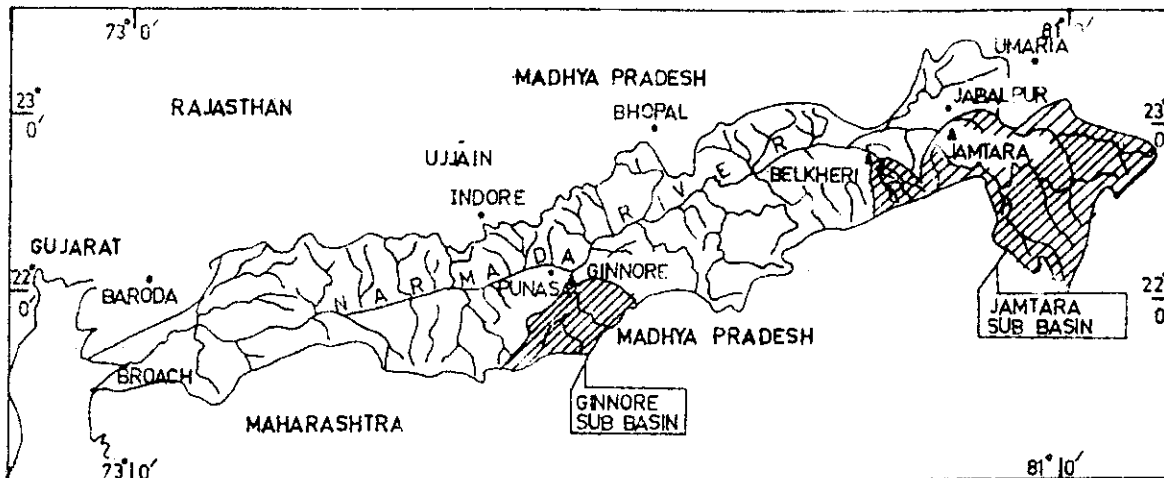 73° 0′
81° 0′
UMARIA
MADHYA PRADESH
23° 0′
RAJASTHAN
BHOPAL
JABALPUR
23° 0′
UJJAIN
JAMTARA
BELKHERI
INDORE
NARMADA RIVER
GUJARAT
BARODA
PUNASA
GINNORE
22° 0′
22° 0′
JAMTARA
SUB BASIN
MADHYA PRADESH
BROACH
GINNORE
SUB BASIN
MAHARASHTRA
73° 10′
81° 10′